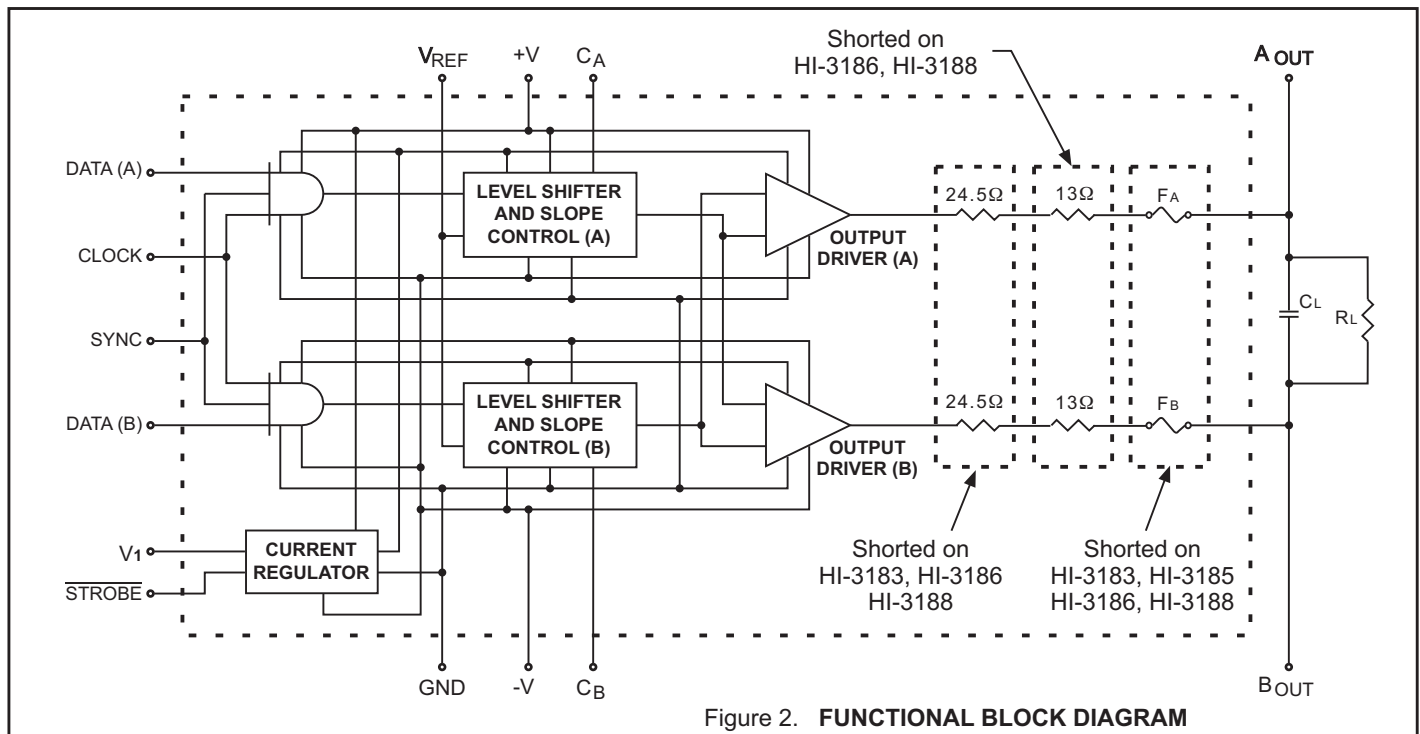 VREF
+V
CA
Shorted on
HI-3186, HI-3188
A OUT
DATA (A)
CLOCK
SYNC
DATA (B)
V1
STROBE
LEVEL SHIFTER
AND SLOPE
CONTROL (A)
OUTPUT
DRIVER (A)
24.5Ω
13Ω
FA
CL
RL
LEVEL SHIFTER
AND SLOPE
CONTROL (B)
OUTPUT
DRIVER (B)
24.5Ω
13Ω
FB
CURRENT
REGULATOR
Shorted on
HI-3183, HI-3186
HI-3188
Shorted on
HI-3183, HI-3185
HI-3186, HI-3188
GND
-V
CB
BOUT
Figure 2. FUNCTIONAL BLOCK DIAGRAM